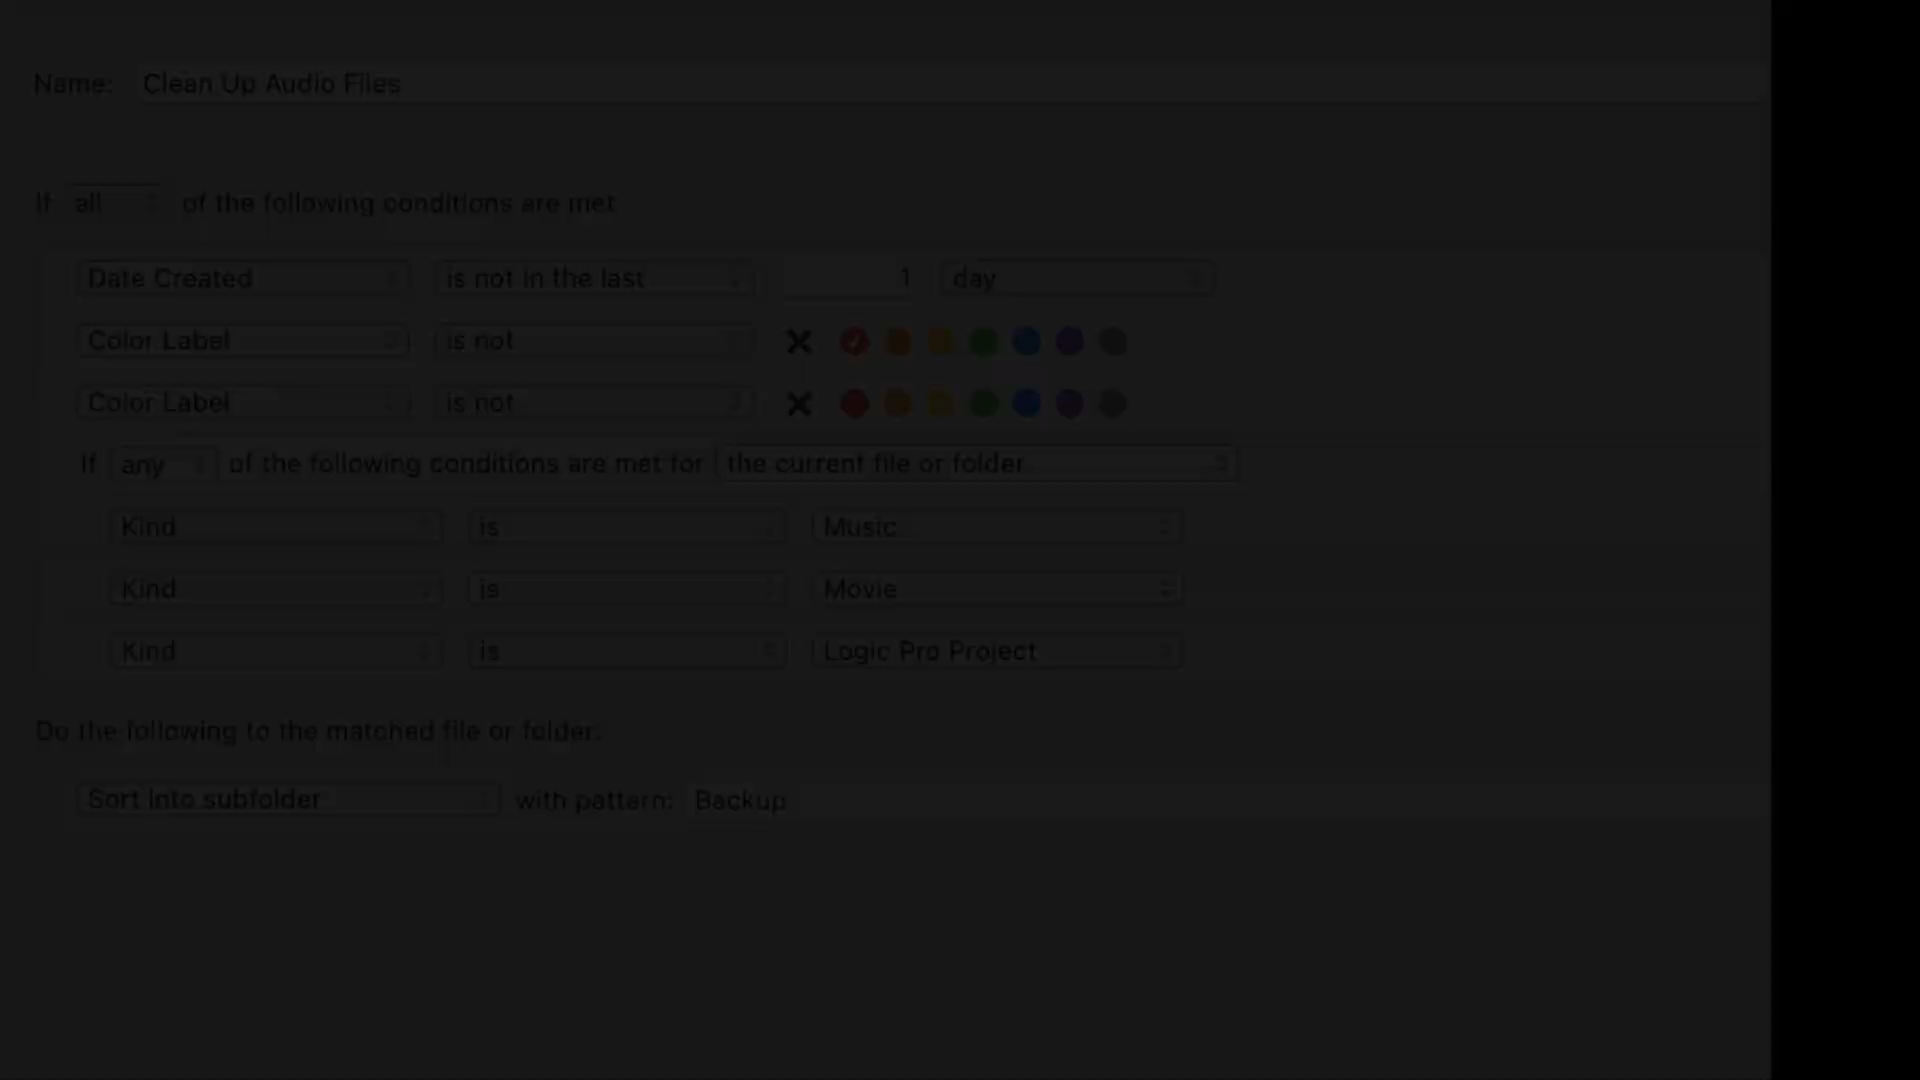 Name: Clean Up Audio Files
If all of the following conditions are met
Date Created is not in the last 1 day
Color Label is not
Color Label is not
If any of the following conditions are met for the current file or folder
Kind is Music
Kind is Movie
Kind is Logic Pro Project
Do the following to the matched file or folder:
Sort into subfolder with pattern: Backup